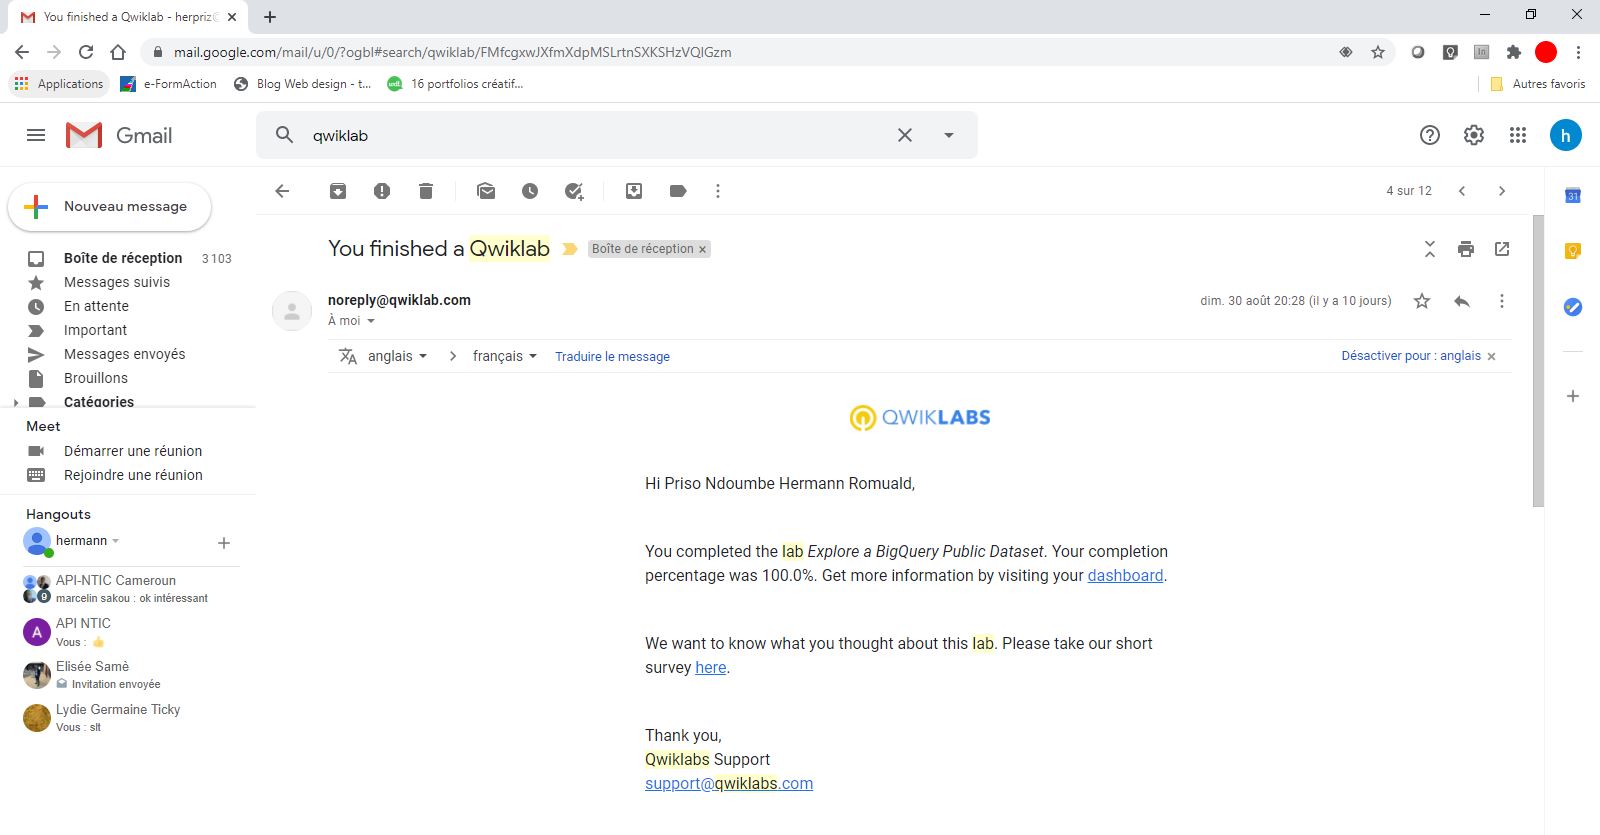 You finished a Qwiklab - herpriz@
mail.google.com/mail/u/0/?ogbl#search/qwiklab/FMfcgxwJXfmXdpMSLrtnSXKSHzVQlGzm
Applications
e-FormAction
Blog Web design - t...
16 portfolios créatif...
Autres favoris
Gmail
qwiklab
h
Nouveau message
4 sur 12
31
Boîte de réception 3 103
Messages suivis
En attente
Important
Messages envoyés
Brouillons
Catégories
Meet
Démarrer une réunion
Rejoindre une réunion
Hangouts
hermann
API-NTIC Cameroun
9
marcelin sakou : ok intéressant
A
API NTIC
Vous : 👍
Elisée Samè
Invitation envoyée
Lydie Germaine Ticky
Vous : slt
You finished a Qwiklab
Boîte de réception ×
noreply@qwiklab.com
dim. 30 août 20:28 (il y a 10 jours)
À moi
anglais > français Traduire le message
Désactiver pour : anglais ×
QWIKLABS
Hi Priso Ndoumbe Hermann Romuald,
You completed the lab Explore a BigQuery Public Dataset. Your completion
percentage was 100.0%. Get more information by visiting your dashboard.
We want to know what you thought about this lab. Please take our short
survey here.
Thank you,
Qwiklabs Support
support@qwiklabs.com